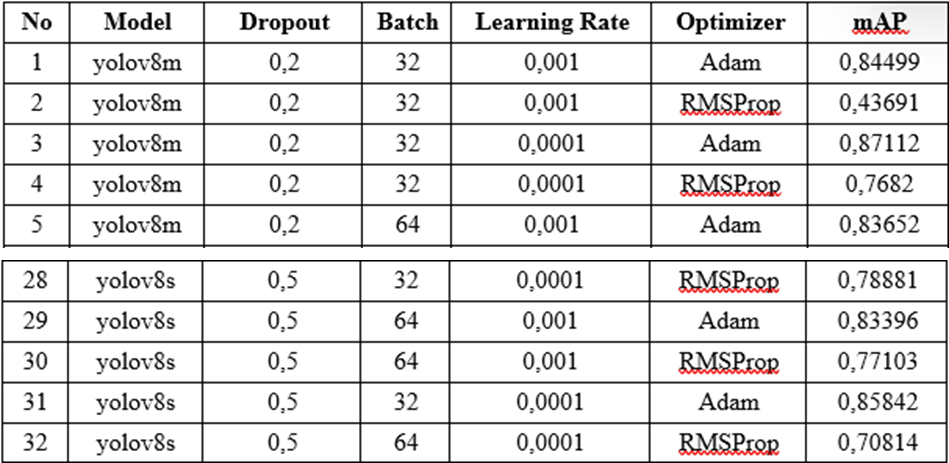 No Model Dropout Batch Learning Rate Optimizer mAP
1 yolov8m 0,2 32 0,001 Adam 0,84499
2 yolov8m 0,2 32 0,001 RMSProp 0,43691
3 yolov8m 0,2 32 0,0001 Adam 0,87112
4 yolov8m 0,2 32 0,0001 RMSProp 0,7682
5 yolov8m 0,2 64 0,001 Adam 0,83652
28 yolov8s 0,5 32 0,0001 RMSProp 0,78881
29 yolov8s 0,5 64 0,001 Adam 0,83396
30 yolov8s 0,5 64 0,001 RMSProp 0,77103
31 yolov8s 0,5 32 0,0001 Adam 0,85842
32 yolov8s 0,5 64 0,0001 RMSProp 0,70814